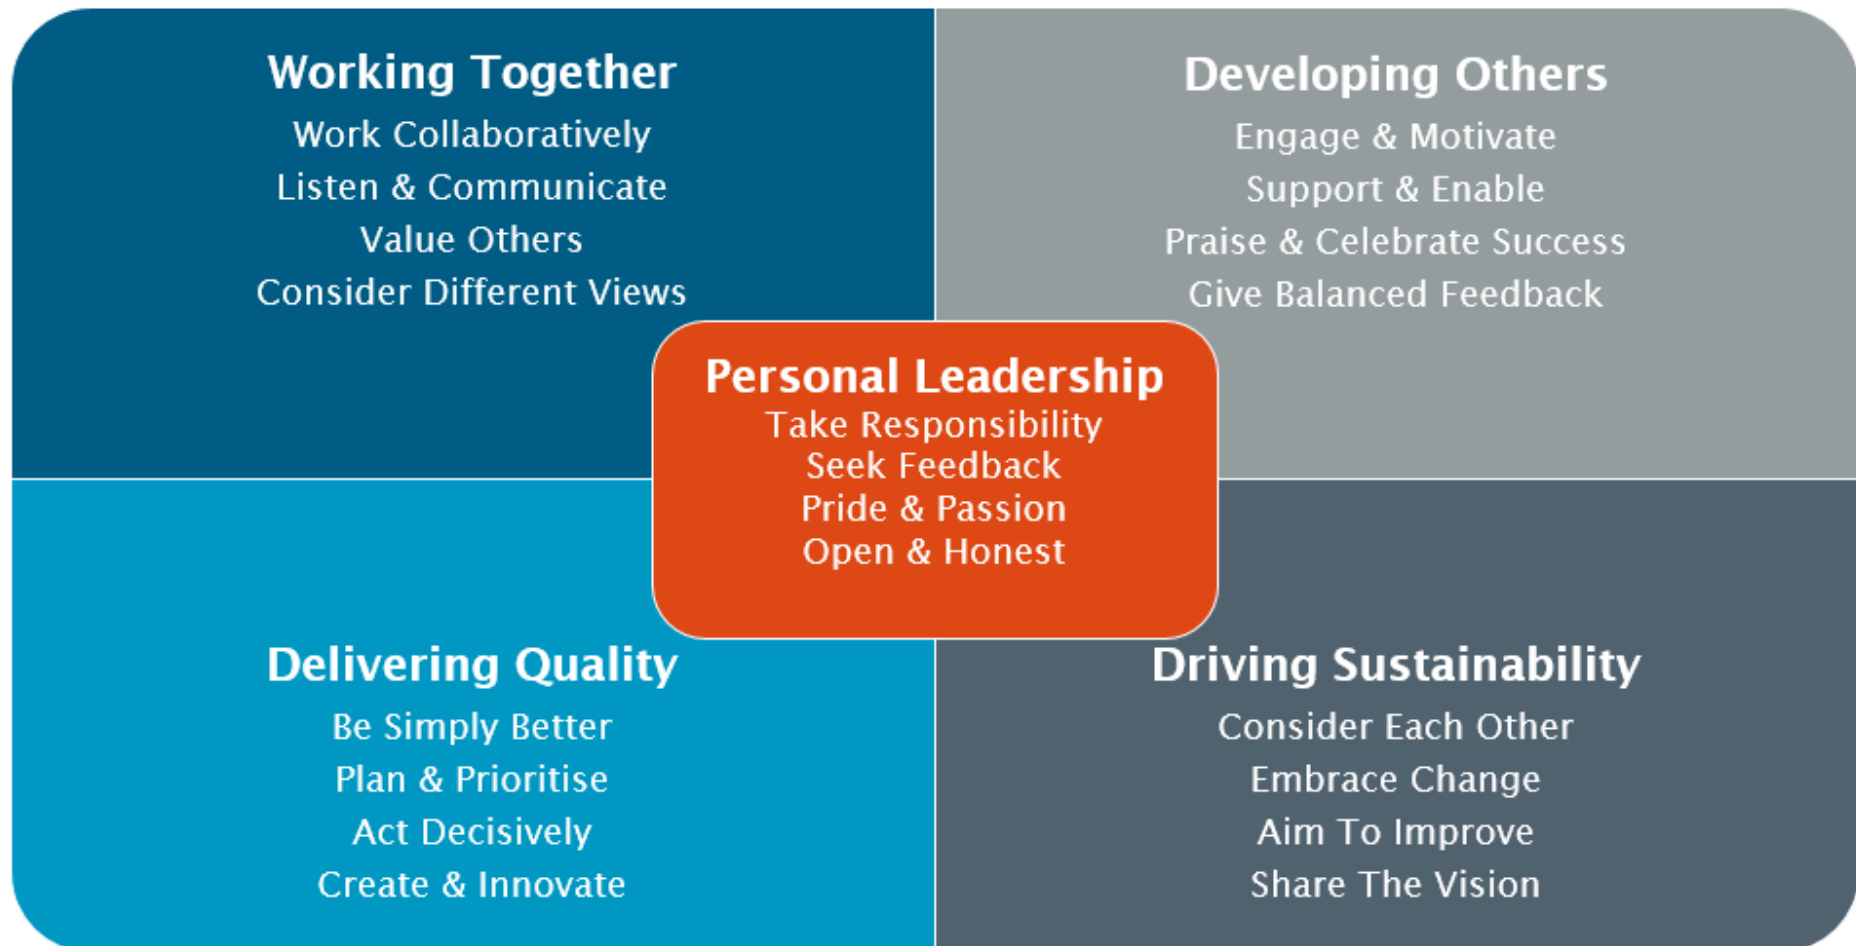 Working Together
Work Collaboratively
Listen & Communicate
Value Others
Consider Different Views
Developing Others
Engage & Motivate
Support & Enable
Praise & Celebrate Success
Give Balanced Feedback
Personal Leadership
Take Responsibility
Seek Feedback
Pride & Passion
Open & Honest
Delivering Quality
Be Simply Better
Plan & Prioritise
Act Decisively
Create & Innovate
Driving Sustainability
Consider Each Other
Embrace Change
Aim To Improve
Share The Vision